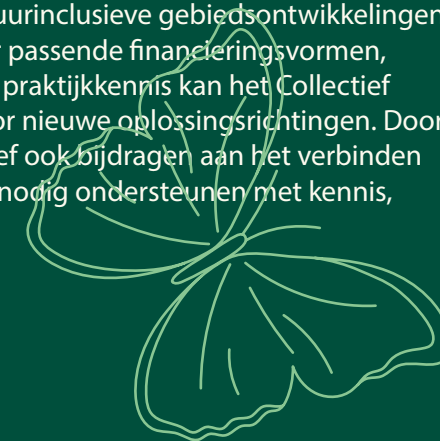 uurinclusieve gebiedsontwikkelingen
passende financieringsvormen,
praktijkkennis kan het Collectief
or nieuwe oplossingsrichtingen. Door
ef ook bijdragen aan het verbinden
nodig ondersteunen met kennis,